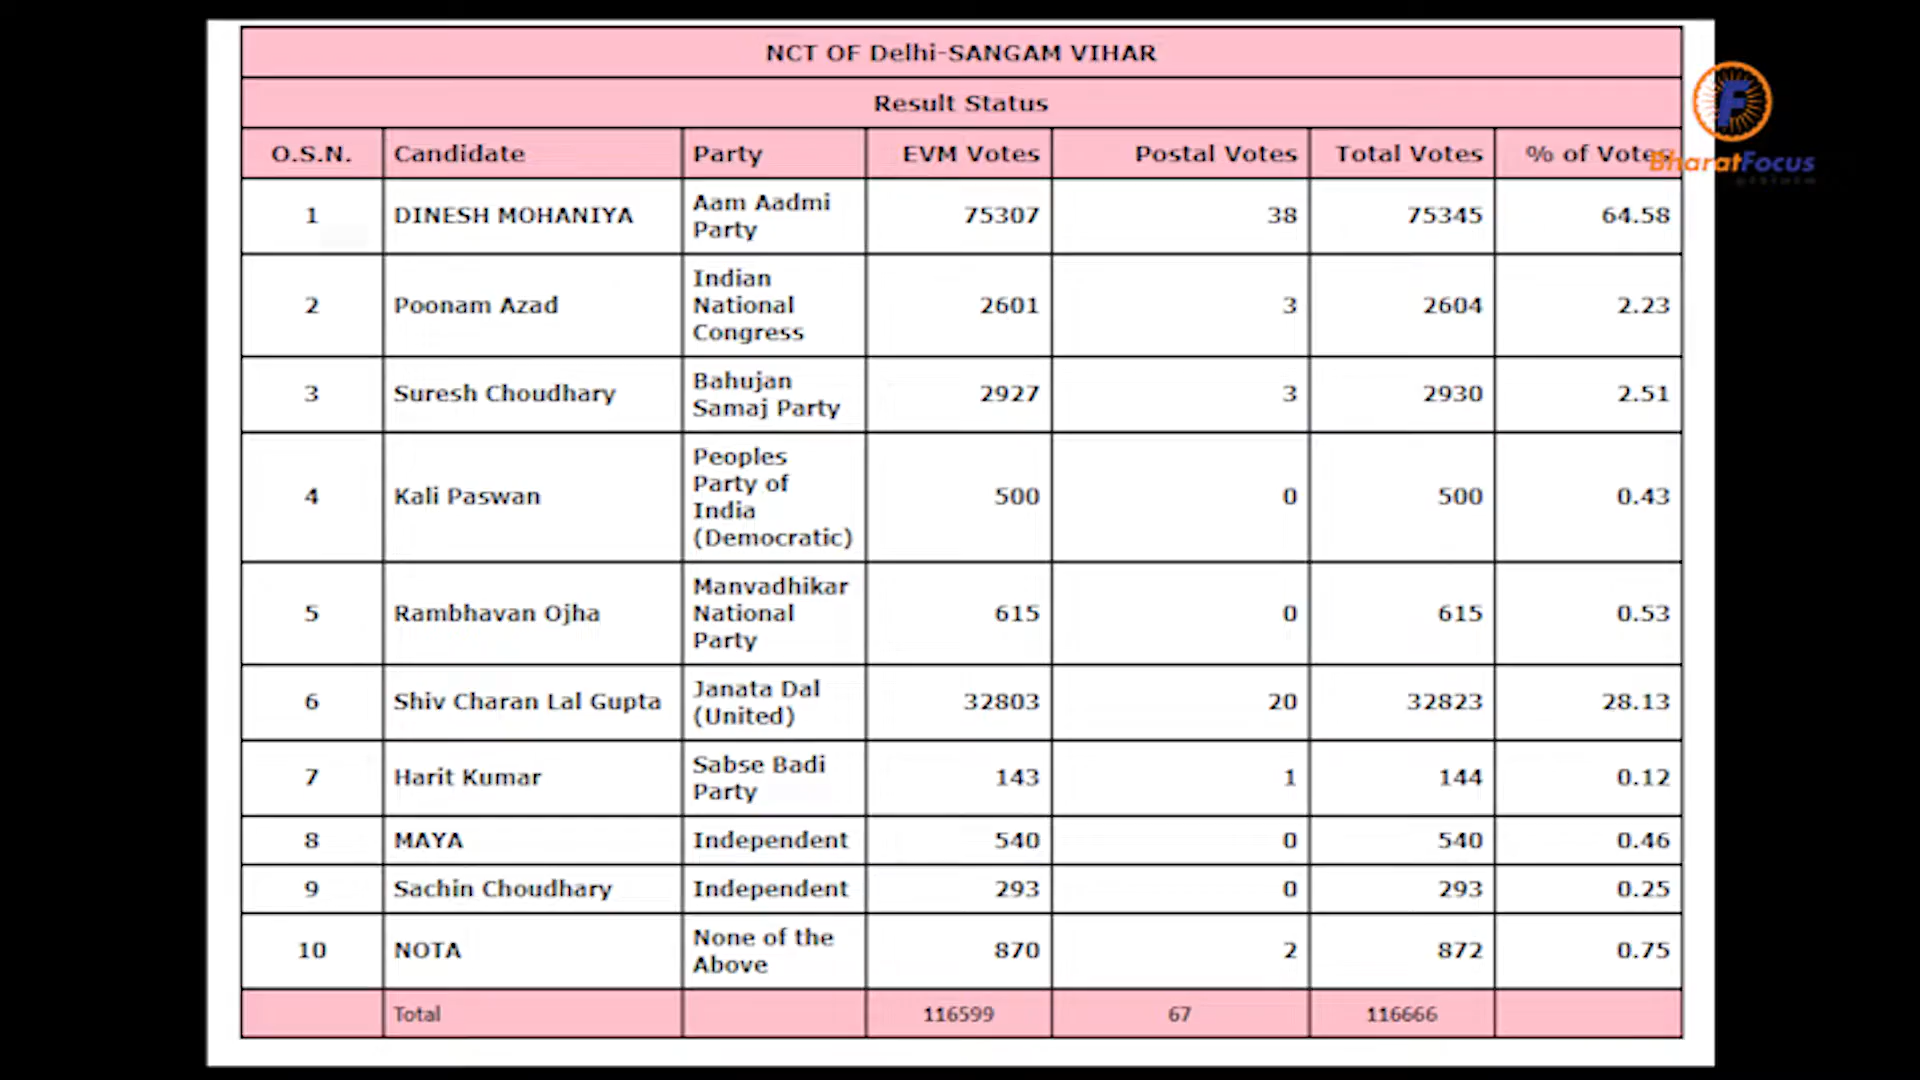 NCT OF Delhi-SANGAM VIHAR
Result Status
O.S.N. Candidate Party EVM Votes Postal Votes Total Votes % of Votes
BharatFocus
1 DINESH MOHANIYA Aam Aadmi Party 75307 38 75345 64.58
2 Poonam Azad Indian National Congress 2601 3 2604 2.23
3 Suresh Choudhary Bahujan Samaj Party 2927 3 2930 2.51
4 Kali Paswan Peoples Party of India (Democratic) 500 0 500 0.43
5 Rambhavan Ojha Manvadhikar National Party 615 0 615 0.53
6 Shiv Charan Lal Gupta Janata Dal (United) 32803 20 32823 28.13
7 Harit Kumar Sabse Badi Party 143 1 144 0.12
8 MAYA Independent 540 0 540 0.46
9 Sachin Choudhary Independent 293 0 293 0.25
10 NOTA None of the Above 870 2 872 0.75
Total 116599 67 116666